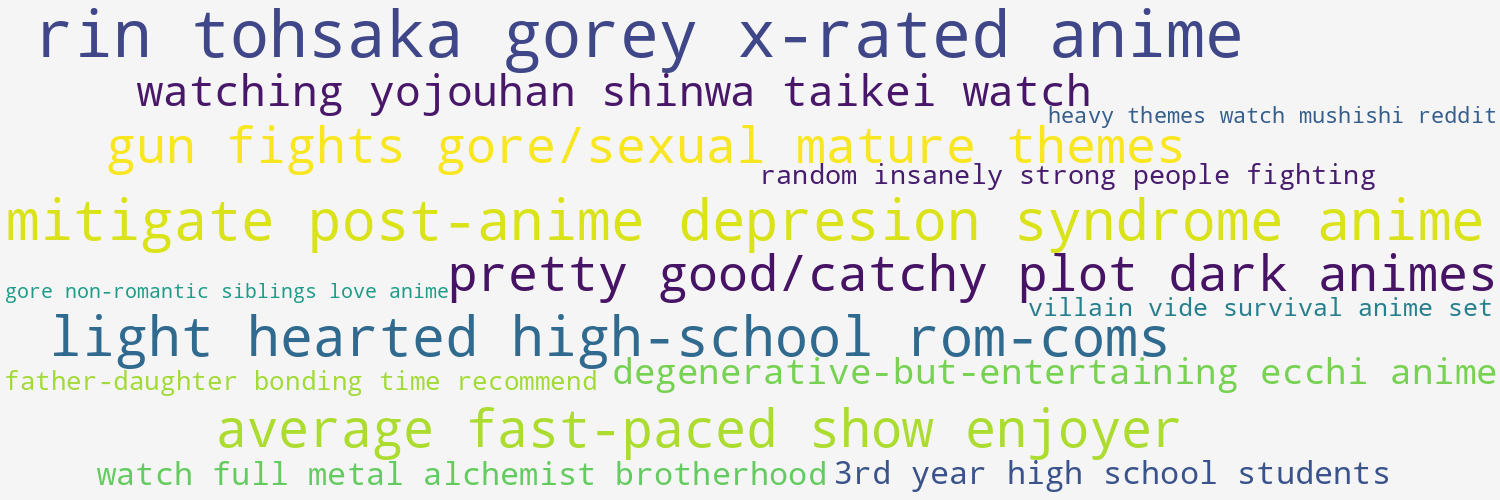 rin tohsaka gorey x-rated anime
watching yojouhan shinwa taikei watch
heavy themes watch mushishi reddit
gun fights gore/sexual mature themes
random insanely strong people fighting
mitigate post-anime depresion syndrome anime
pretty good/catchy plot dark animes
gore non-romantic siblings love anime
villain vide survival anime set
light hearted high-school rom-coms
degenerative-but-entertaining ecchi anime
father-daughter bonding time recommend
average fast-paced show enjoyer
watch full metal alchemist brotherhood
3rd year high school students